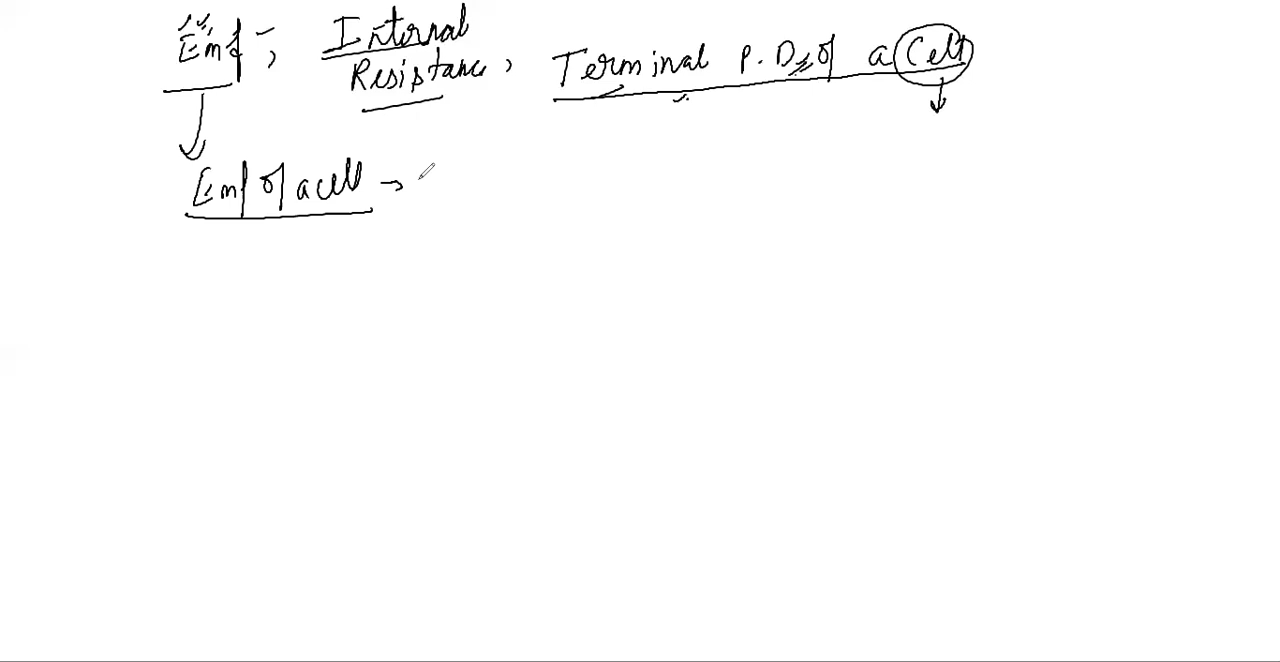 Emf, Internal Resistance, Terminal P.D. of a Cell
Emf of a cell →